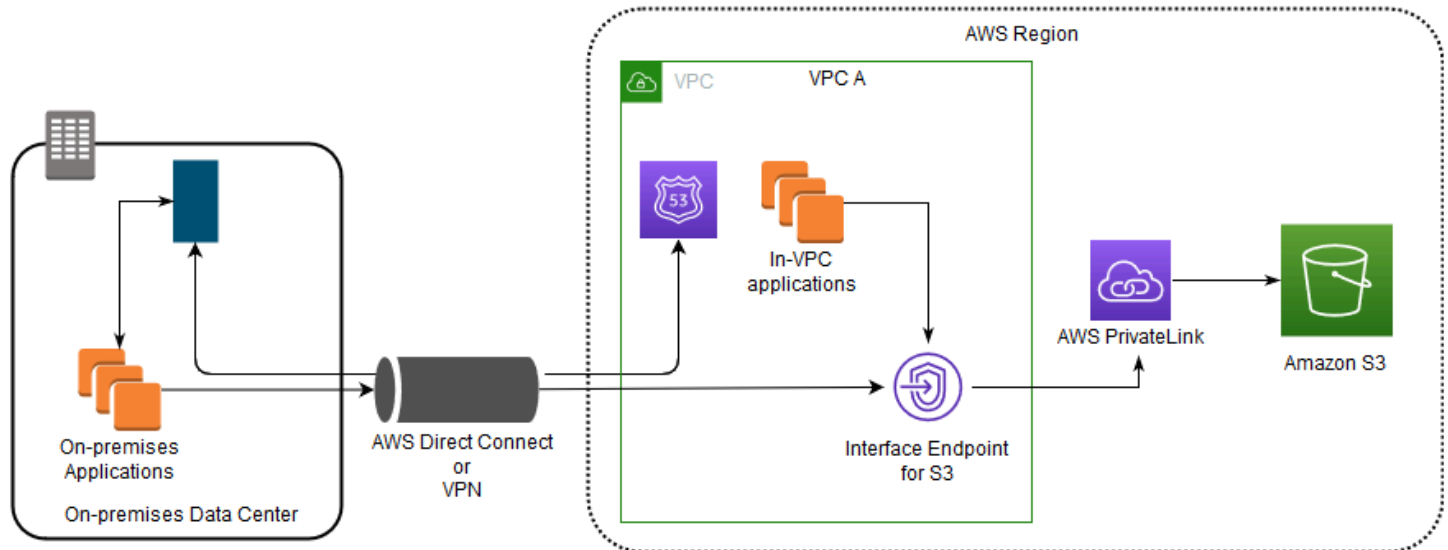 AWS Region
VPC
VPC A
53
In-VPC
applications
AWS PrivateLink
Amazon S3
On-premises
Applications
AWS Direct Connect
or
VPN
Interface Endpoint
for S3
On-premises Data Center